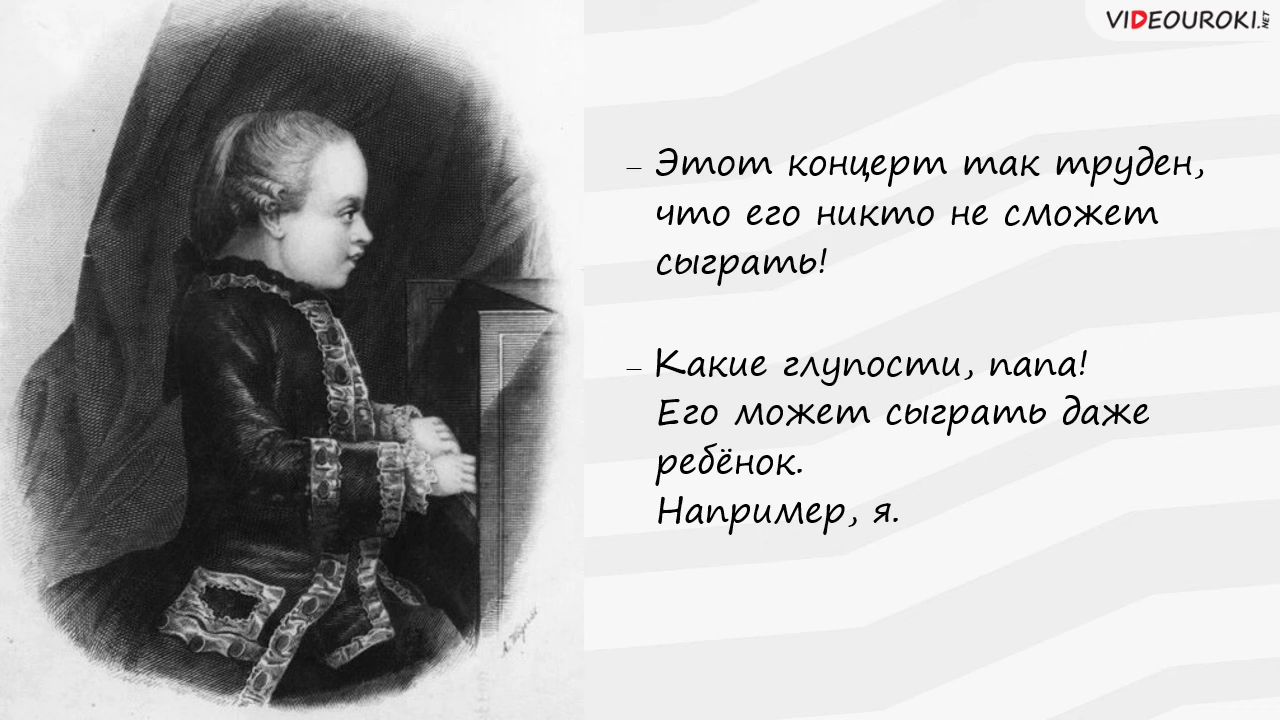 VIDEOUROKI.NET
– Этот концерт так труден,
что его никто не сможет
сыграть!
– Какие глупости, папа!
Его может сыграть даже
ребёнок.
Например, я.